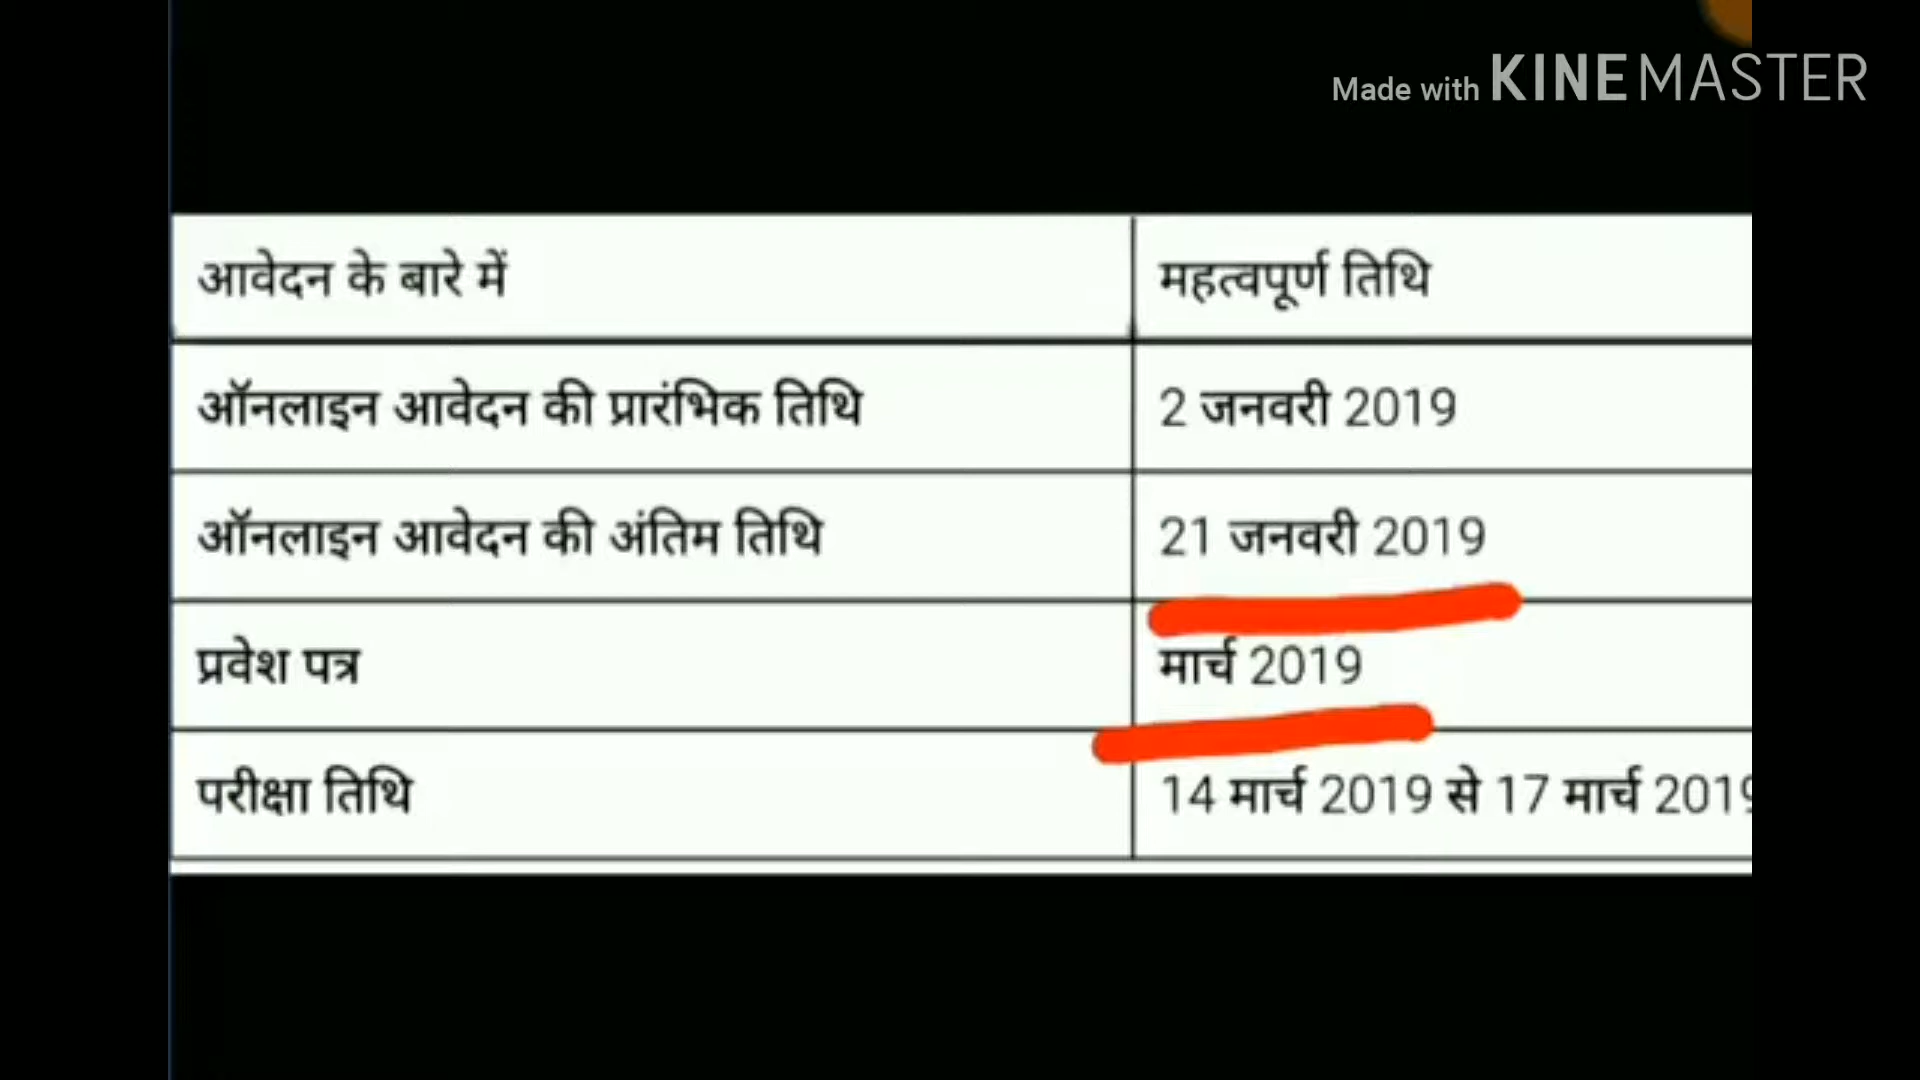 Made with KINEMASTER
आवेदन के बारे में महत्वपूर्ण तिथि
ऑनलाइन आवेदन की प्रारंभिक तिथि 2 जनवरी 2019
ऑनलाइन आवेदन की अंतिम तिथि 21 जनवरी 2019
प्रवेश पत्र मार्च 2019
परीक्षा तिथि 14 मार्च 2019 से 17 मार्च 2019